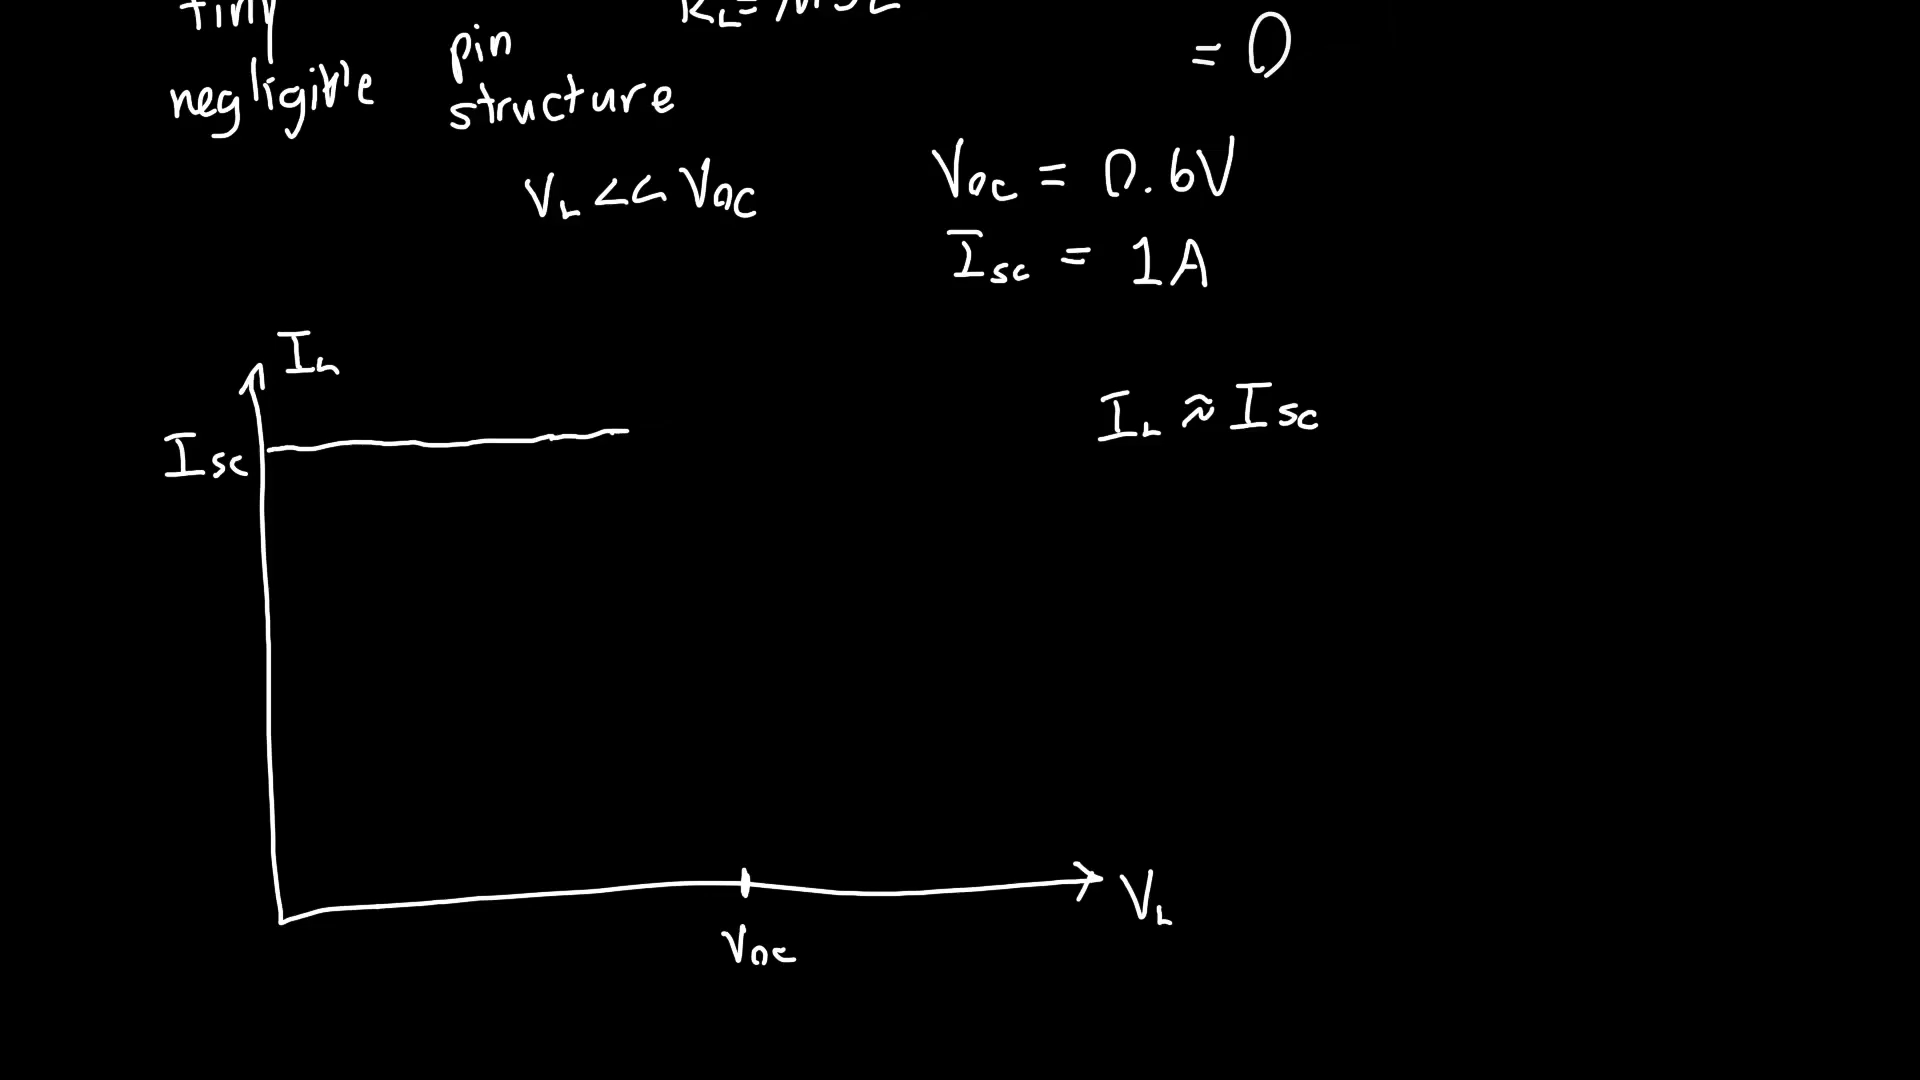 tiny
negligible pin
structure
= 0
V_L << V_OC
V_OC = 0.6V
I_SC = 1A
I_L
I_SC
I_L ≈ I_SC
V_L
V_OC